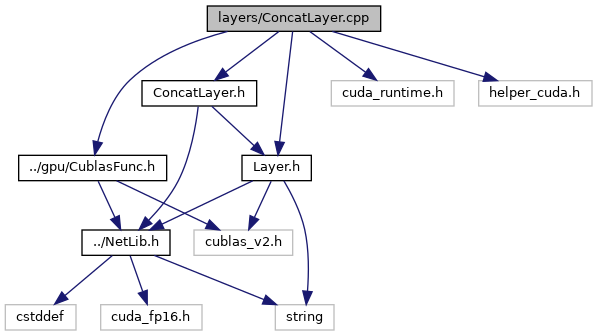 layers/ConcatLayer.cpp
ConcatLayer.h
cuda_runtime.h
helper_cuda.h
../gpu/CublasFunc.h
Layer.h
../NetLib.h
cublas_v2.h
cstddef
cuda_fp16.h
string